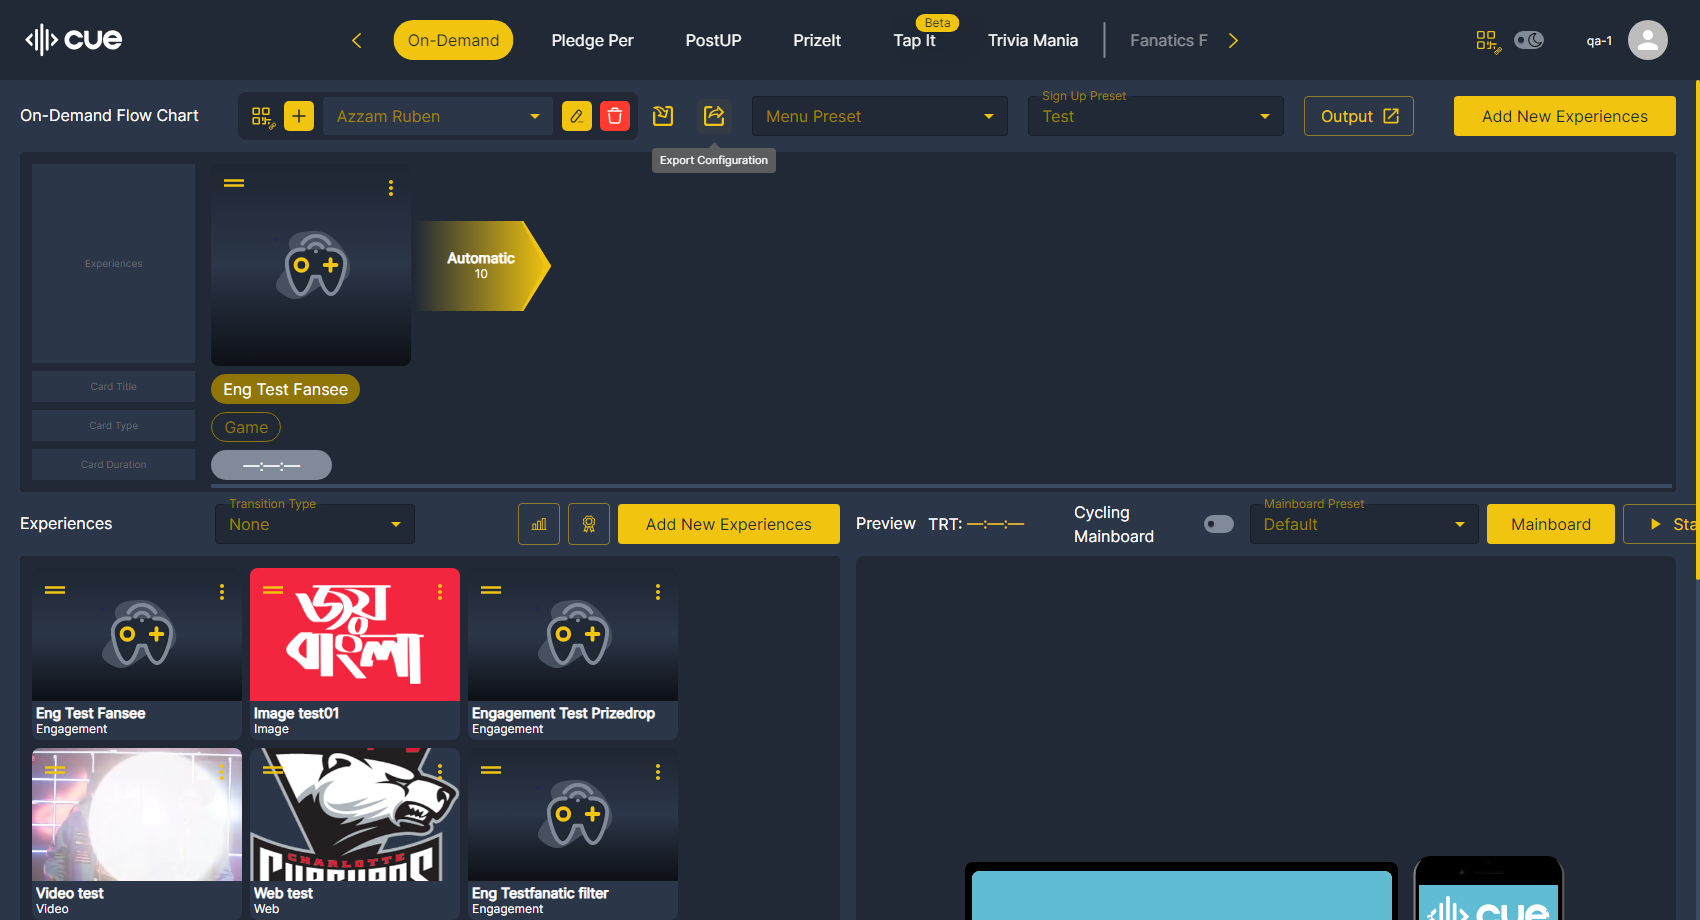 cue
On-Demand
Pledge Per
PostUP
PrizeIt
Beta
Tap It
Trivia Mania
Fanatics F
qa-1
On-Demand Flow Chart
Azzam Ruben
Menu Preset
Sign Up Preset
Test
Output
Add New Experiences
Export Configuration
Experiences
Automatic
10
Card Title
Eng Test Fansee
Card Type
Game
Card Duration
—:—:—
Experiences
Transition Type
None
Add New Experiences
Preview
TRT: —:—:—
Cycling
Mainboard
Mainboard Preset
Default
Mainboard
Sta
জয়
বাংলা
Eng Test Fansee
Engagement
Image test01
Image
Engagement Test Prizedrop
Engagement
CHARLOTTE
Video test
Video
Web test
Web
Eng Testfanatic filter
Engagement
cue